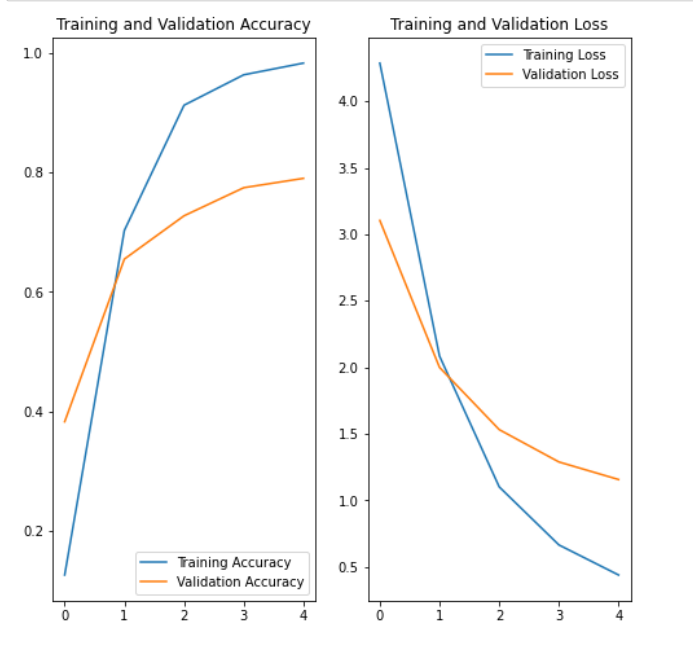 Training and Validation Accuracy
1.0
0.8
0.6
0.4
0.2
Training Accuracy
Validation Accuracy
0 1 2 3 4
Training and Validation Loss
Training Loss
Validation Loss
4.0
3.5
3.0
2.5
2.0
1.5
1.0
0.5
0 1 2 3 4